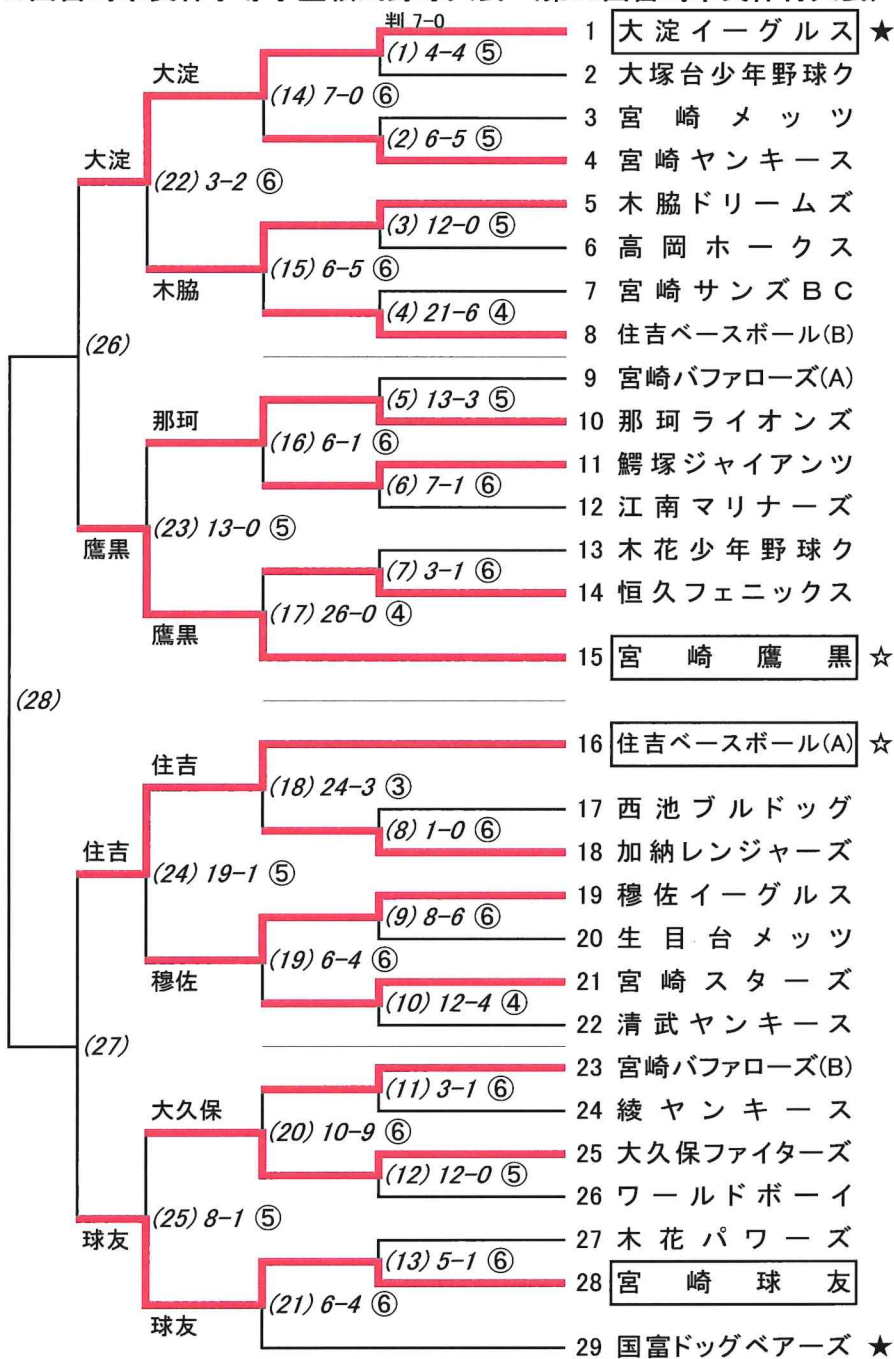 判 7-0
1 大淀イーグルス ★
(1) 4-4 ⑤
大淀
2 大塚台少年野球ク
(14) 7-0 ⑥
3 宮崎メッツ
(2) 6-5 ⑤
大淀
4 宮崎ヤンキース
(22) 3-2 ⑥
5 木脇ドリームズ
(3) 12-0 ⑤
6 高岡ホークス
(15) 6-5 ⑥
木脇
7 宮崎サンズBC
(4) 21-6 ④
8 住吉ベースボール(B)
(26)
9 宮崎バファローズ(A)
(5) 13-3 ⑤
那珂
10 那珂ライオンズ
(16) 6-1 ⑥
11 鰐塚ジャイアンツ
(6) 7-1 ⑥
12 江南マリナーズ
(23) 13-0 ⑤
鷹黒
13 木花少年野球ク
(7) 3-1 ⑥
14 恒久フェニックス
(17) 26-0 ④
鷹黒
15 宮崎鷹黒 ☆
(28)
16 住吉ベースボール(A) ☆
住吉
(18) 24-3 ③
17 西池ブルドッグ
(8) 1-0 ⑥
住吉
18 加納レンジャーズ
(24) 19-1 ⑤
19 穆佐イーグルス
(9) 8-6 ⑥
20 生目台メッツ
(19) 6-4 ⑥
穆佐
21 宮崎スターズ
(10) 12-4 ④
22 清武ヤンキース
(27)
23 宮崎バファローズ(B)
(11) 3-1 ⑥
大久保
24 綾ヤンキース
(20) 10-9 ⑥
25 大久保ファイターズ
(12) 12-0 ⑤
26 ワールドボーイ
(25) 8-1 ⑤
球友
27 木花パワーズ
(13) 5-1 ⑥
28 宮崎球友
(21) 6-4 ⑥
球友
29 国富ドッグベアーズ ★